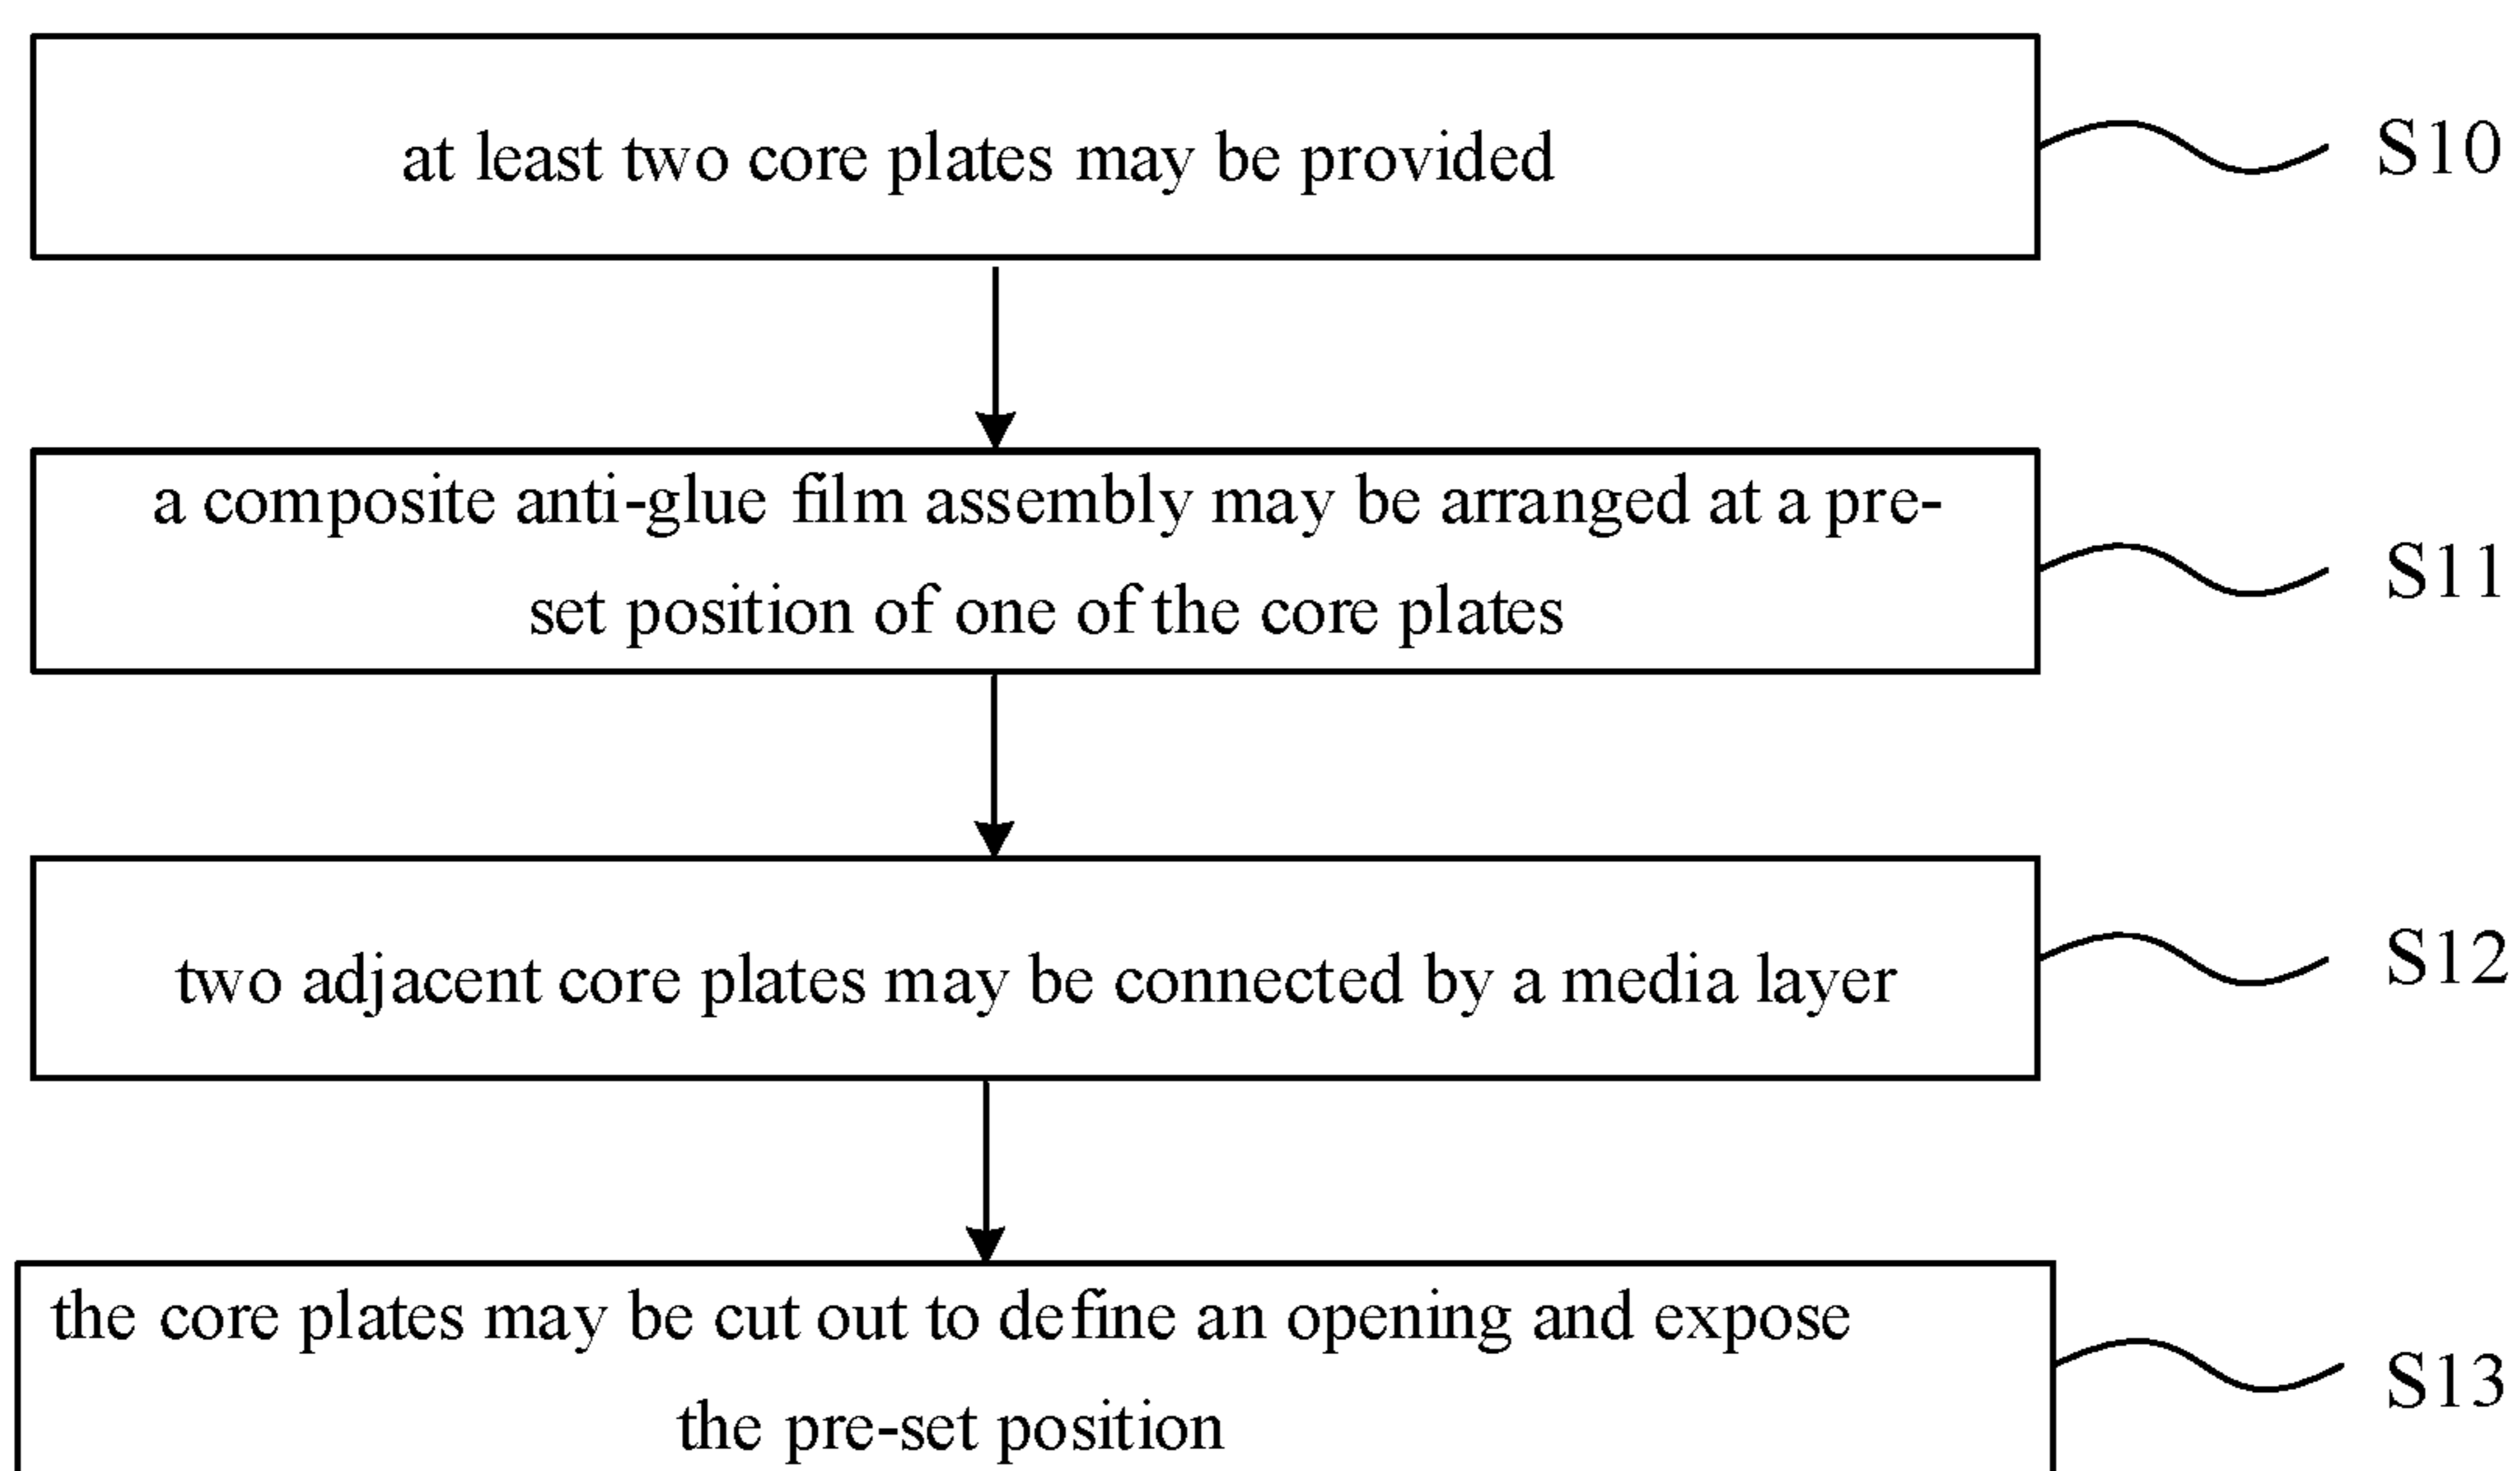 at least two core plates may be provided
S10
a composite anti-glue film assembly may be arranged at a pre-
set position of one of the core plates
S11
two adjacent core plates may be connected by a media layer
S12
the core plates may be cut out to define an opening and expose
the pre-set position
S13